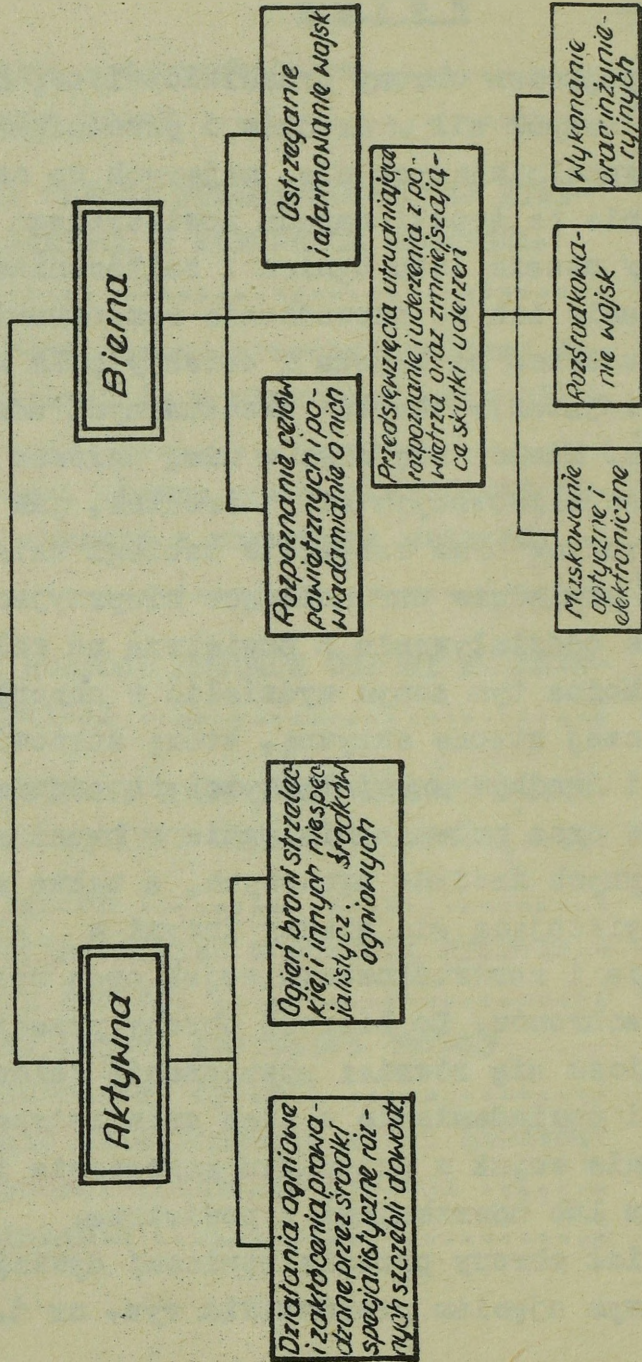 Aktywna
Bierna
Działania ogniowe
i zakłócenia prowa-
dzone przez środki
specjalistyczne róż-
nych szczebli dowodz.
Ogień broni strzelec-
kiej i innych niespec-
jalistycz. środków
ogniowych
Rozpoznanie celów
powietrznych i po-
wiadamianie o nich
Ostrzeganie
i alarmowanie wojsk
Przedsięwzięcia utrudniające
rozpoznanie i uderzenia z po-
wietrza oraz zmniejszają-
ce skutki uderzeń
Maskowanie
optyczne i
elektroniczne
Rozśrodkowa-
nie wojsk
Wykonanie
prac inżynie-
ryjnych